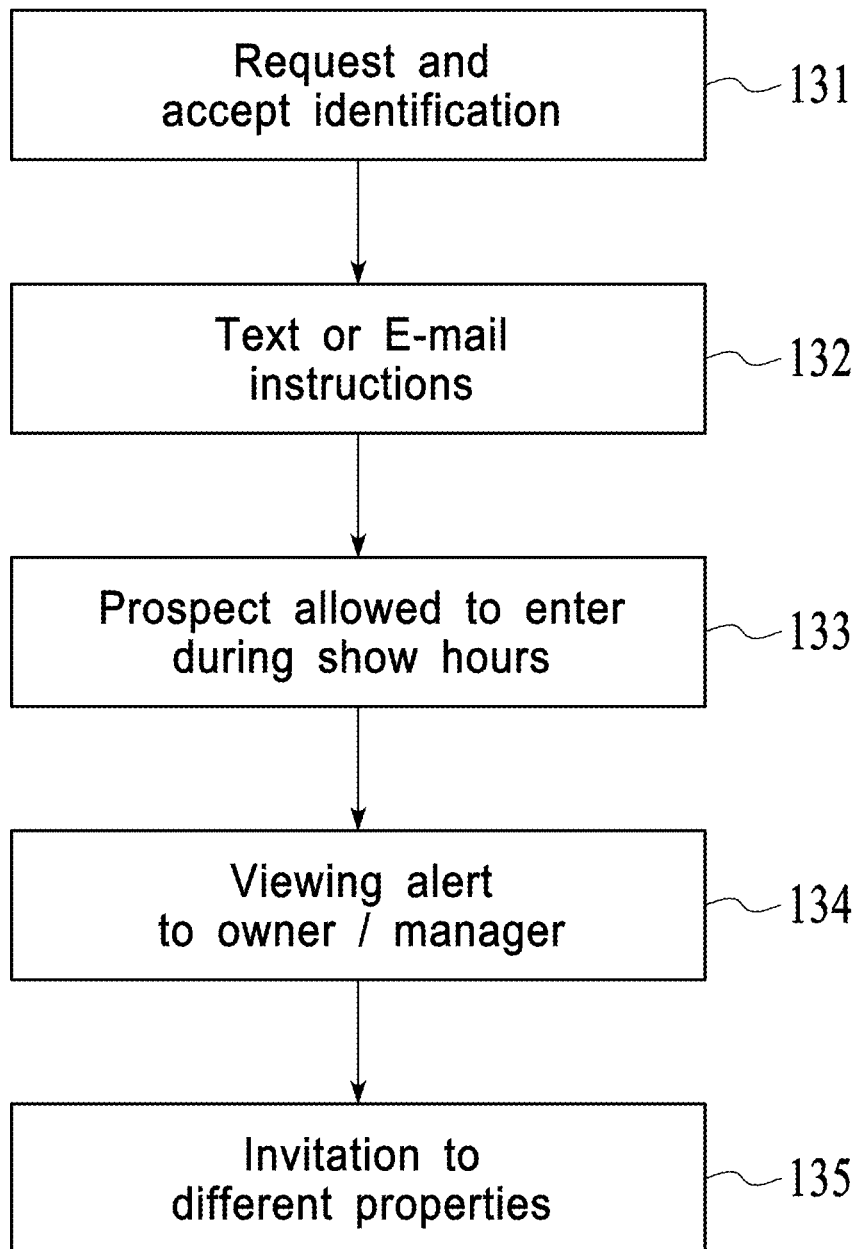 Request and
accept identification
131
Text or E-mail
instructions
132
Prospect allowed to enter
during show hours
133
Viewing alert
to owner / manager
134
Invitation to
different properties
135